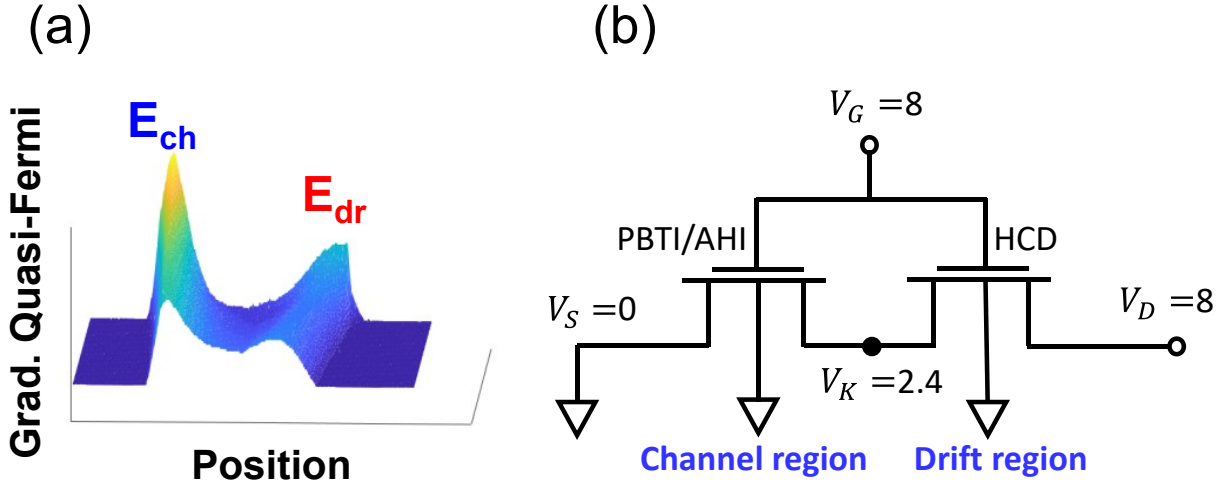 (a)
E_ch
E_dr
Grad. Quasi-Fermi
Position
(b)
V_G =8
PBTI/AHI
HCD
V_S =0
V_D =8
V_K =2.4
Channel region
Drift region